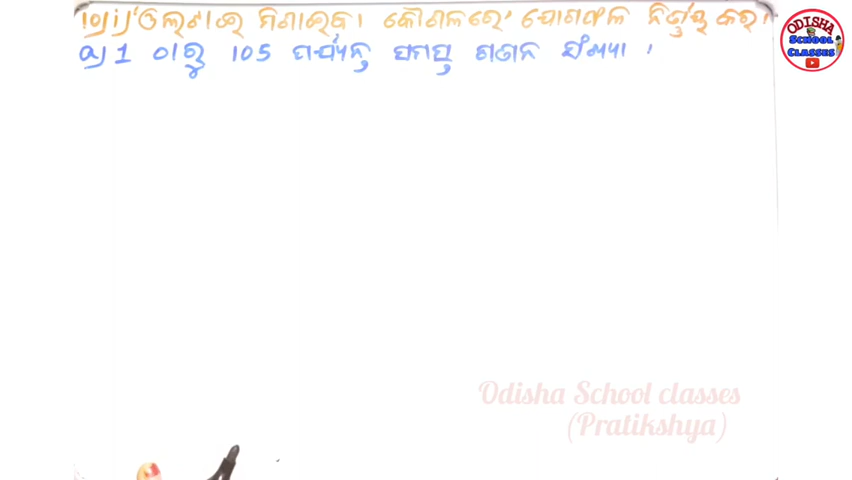 10) i) 'ଓଲଟାଇ ମିଶାଇବା କୌଶଳରେ' ଯୋଗଫଳ ନିର୍ଣ୍ଣୟ କର।
a) 1 ଠାରୁ 105 ପର୍ଯ୍ୟନ୍ତ ସମସ୍ତ ଗଣନ ସଂଖ୍ୟା ।
ODISHA
SCHOOL
CLASSES
Odisha School classes
(Pratikshya)